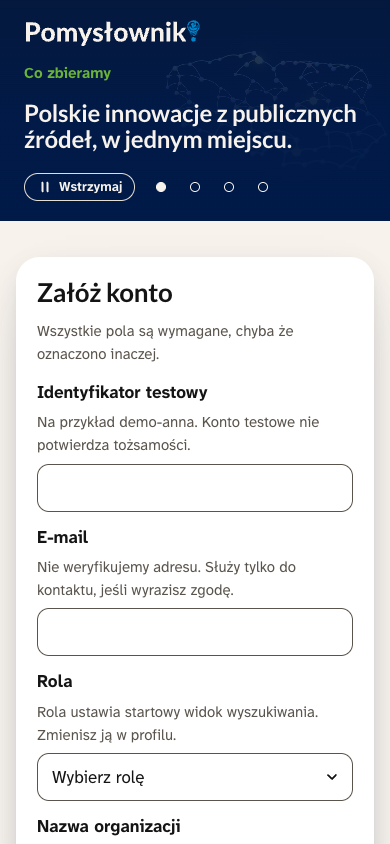 Pomysłownik
Co zbieramy
Polskie innowacje z publicznych
źródeł, w jednym miejscu.
Wstrzymaj
Załóż konto
Wszystkie pola są wymagane, chyba że
oznaczono inaczej.
Identyfikator testowy
Na przykład demo-anna. Konto testowe nie
potwierdza tożsamości.
E-mail
Nie weryfikujemy adresu. Służy tylko do
kontaktu, jeśli wyrazisz zgodę.
Rola
Rola ustawia startowy widok wyszukiwania.
Zmienisz ją w profilu.
Wybierz rolę
Nazwa organizacji